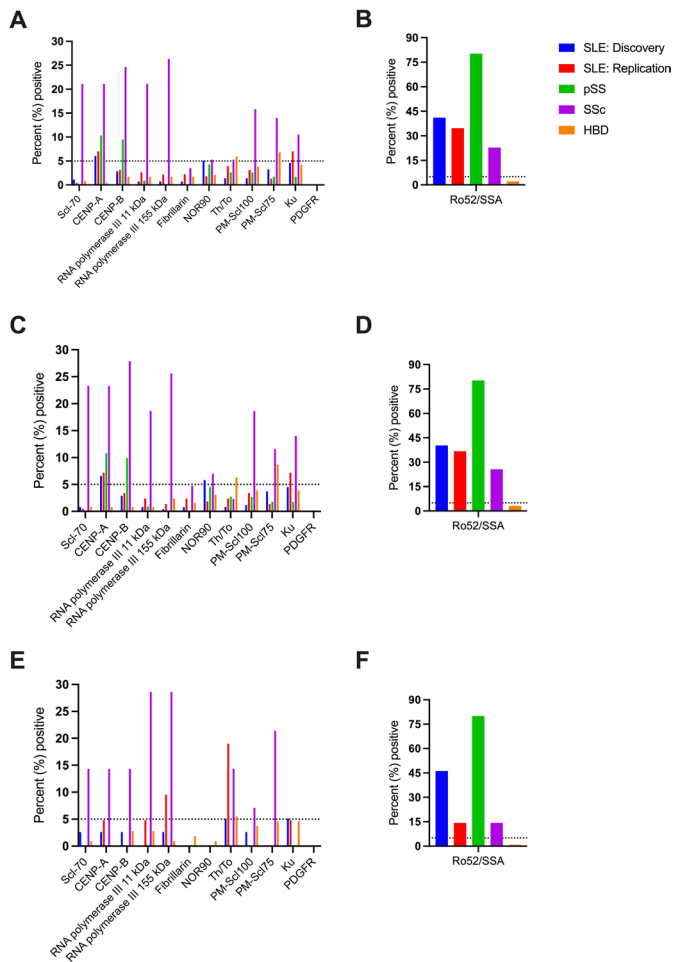 A
Percent (%) positive
30
25
20
15
10
5
0
Scl-70
CENP-A
CENP-B
RNA polymerase III 11 kDa
RNA polymerase III 155 kDa
Fibrillarin
NOR90
Th/To
PM-Scl100
PM-Scl75
Ku
PDGFR
B
Percent (%) positive
90
75
60
45
30
15
0
Ro52/SSA
SLE: Discovery
SLE: Replication
pSS
SSc
HBD
C
Percent (%) positive
30
25
20
15
10
5
0
Scl-70
CENP-A
CENP-B
RNA polymerase III 11 kDa
RNA polymerase III 155 kDa
Fibrillarin
NOR90
Th/To
PM-Scl100
PM-Scl75
Ku
PDGFR
D
Percent (%) positive
90
75
60
45
30
15
0
Ro52/SSA
E
Percent (%) positive
30
25
20
15
10
5
0
Scl-70
CENP-A
CENP-B
RNA polymerase III 11 kDa
RNA polymerase III 155 kDa
Fibrillarin
NOR90
Th/To
PM-Scl100
PM-Scl75
Ku
PDGFR
F
Percent (%) positive
90
75
60
45
30
15
0
Ro52/SSA